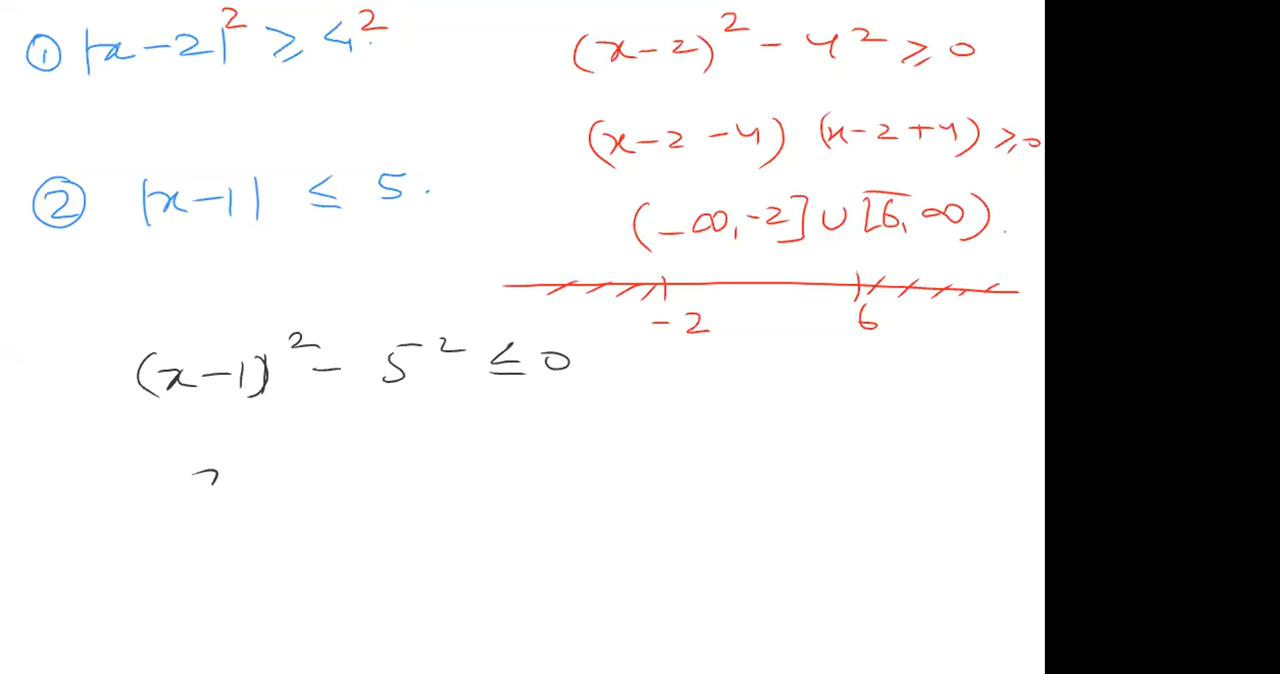 ① |x-2|² ≥ 4²
(x-2)² - 4² ≥ 0
(x-2-4) (x-2+4) ≥ 0
② |x-1| ≤ 5.
(-∞, -2] ∪ [6, ∞).
-2 6
(x-1)² - 5² ≤ 0